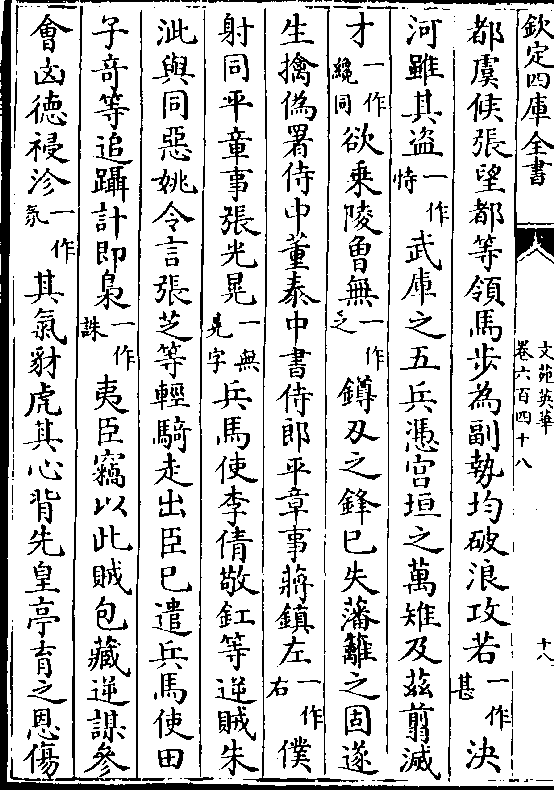 欽定四庫全書
文苑英華
卷六百四十八
十八
都虞使張望都等領馬步為副勢均破浪攻若一作甚決
河雖其盗一作恃武庫之五兵憑宫垣之萬雉及茲翦滅
才一作纔同欲乗陵曽無一作之鐏刄之鋒已失藩籬之固遂
生擒偽署侍中董泰中書侍郎平章事蔣鎮左一作右僕
射同平章事張光晃一無晃字兵馬使李倩敬釭等逆賊朱
泚與同惡姚令言張芝等輕騎走出臣已遣兵馬使田
子竒等追躡計即梟一作誅夷臣竊以此賊包藏逆謀參
會凶德祲沴一作氛其氣豺虎其心背先皇亭育之恩傷